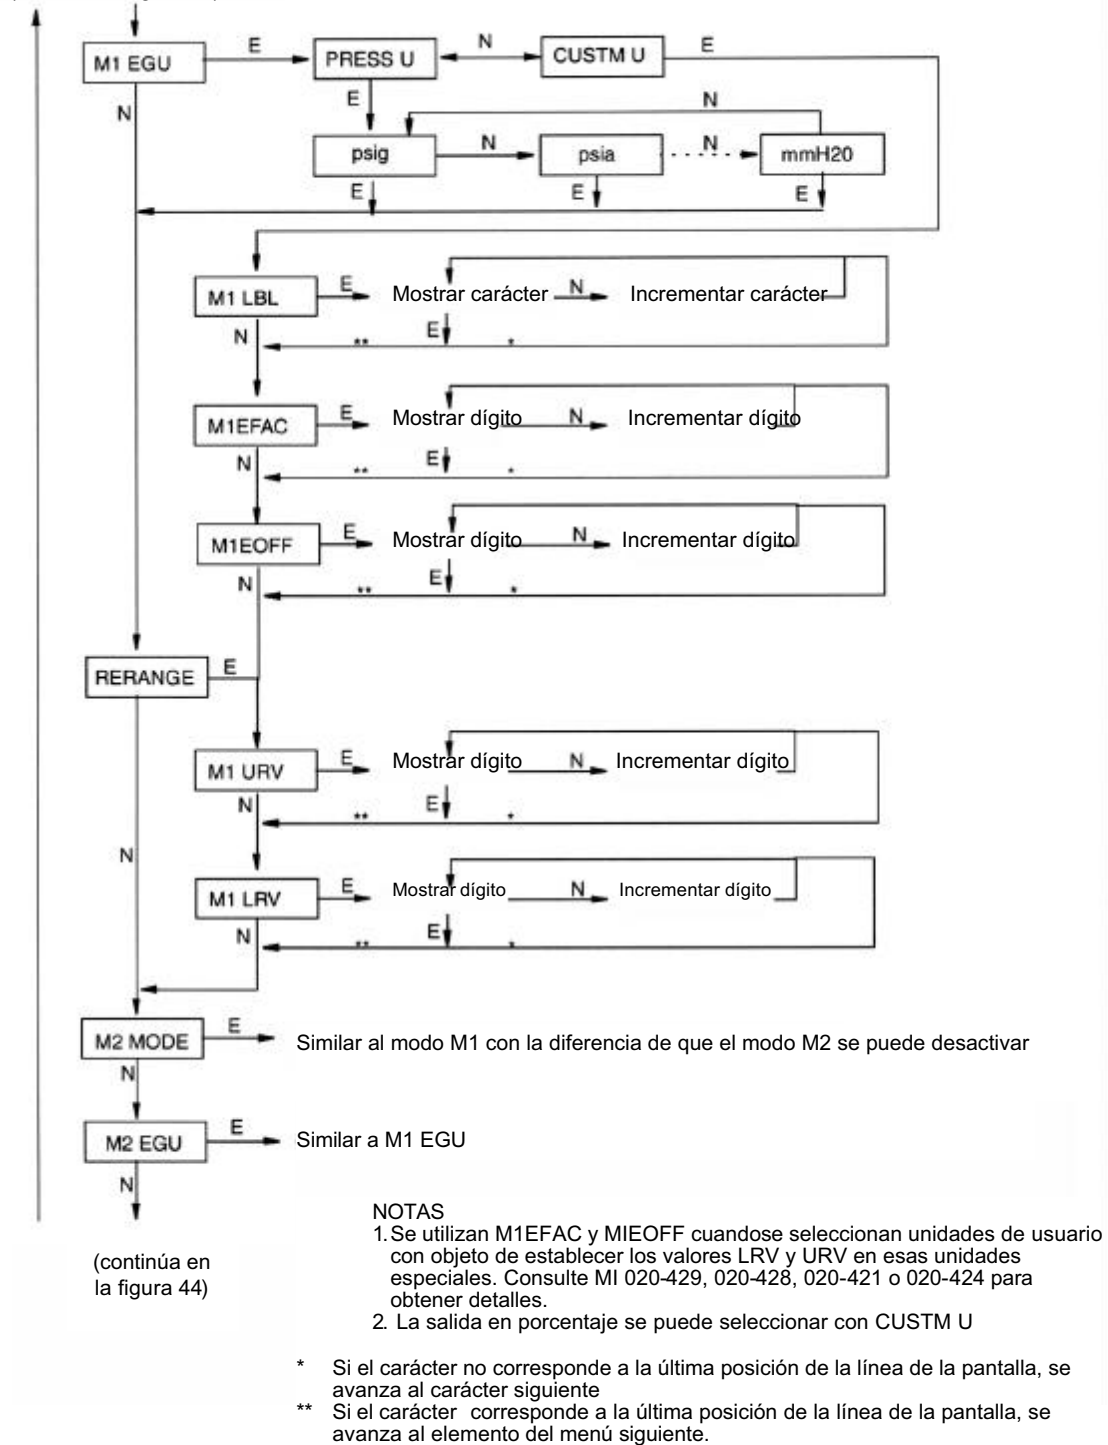 M1 EGU E PRESS U N CUSTM U E
N E N
psig N psia N mmH20
E E E
M1 LBL E Mostrar carácter N Incrementar carácter
N E ** *
M1EFAC E Mostrar dígito N Incrementar dígito
N E ** *
M1EOFF E Mostrar dígito N Incrementar dígito
N E ** *
RERANGE E
M1 URV E Mostrar dígito N Incrementar dígito
N E ** *
N
M1 LRV E Mostrar dígito N Incrementar dígito
N E ** *
M2 MODE E Similar al modo M1 con la diferencia de que el modo M2 se puede desactivar
N
M2 EGU E Similar a M1 EGU
N
(continúa en
la figura 44)
NOTAS
1. Se utilizan M1EFAC y MIEOFF cuandose seleccionan unidades de usuario
con objeto de establecer los valores LRV y URV en esas unidades
especiales. Consulte MI 020-429, 020-428, 020-421 o 020-424 para
obtener detalles.
2. La salida en porcentaje se puede seleccionar con CUSTM U
* Si el carácter no corresponde a la última posición de la línea de la pantalla, se
avanza al carácter siguiente
** Si el carácter corresponde a la última posición de la línea de la pantalla, se
avanza al elemento del menú siguiente.